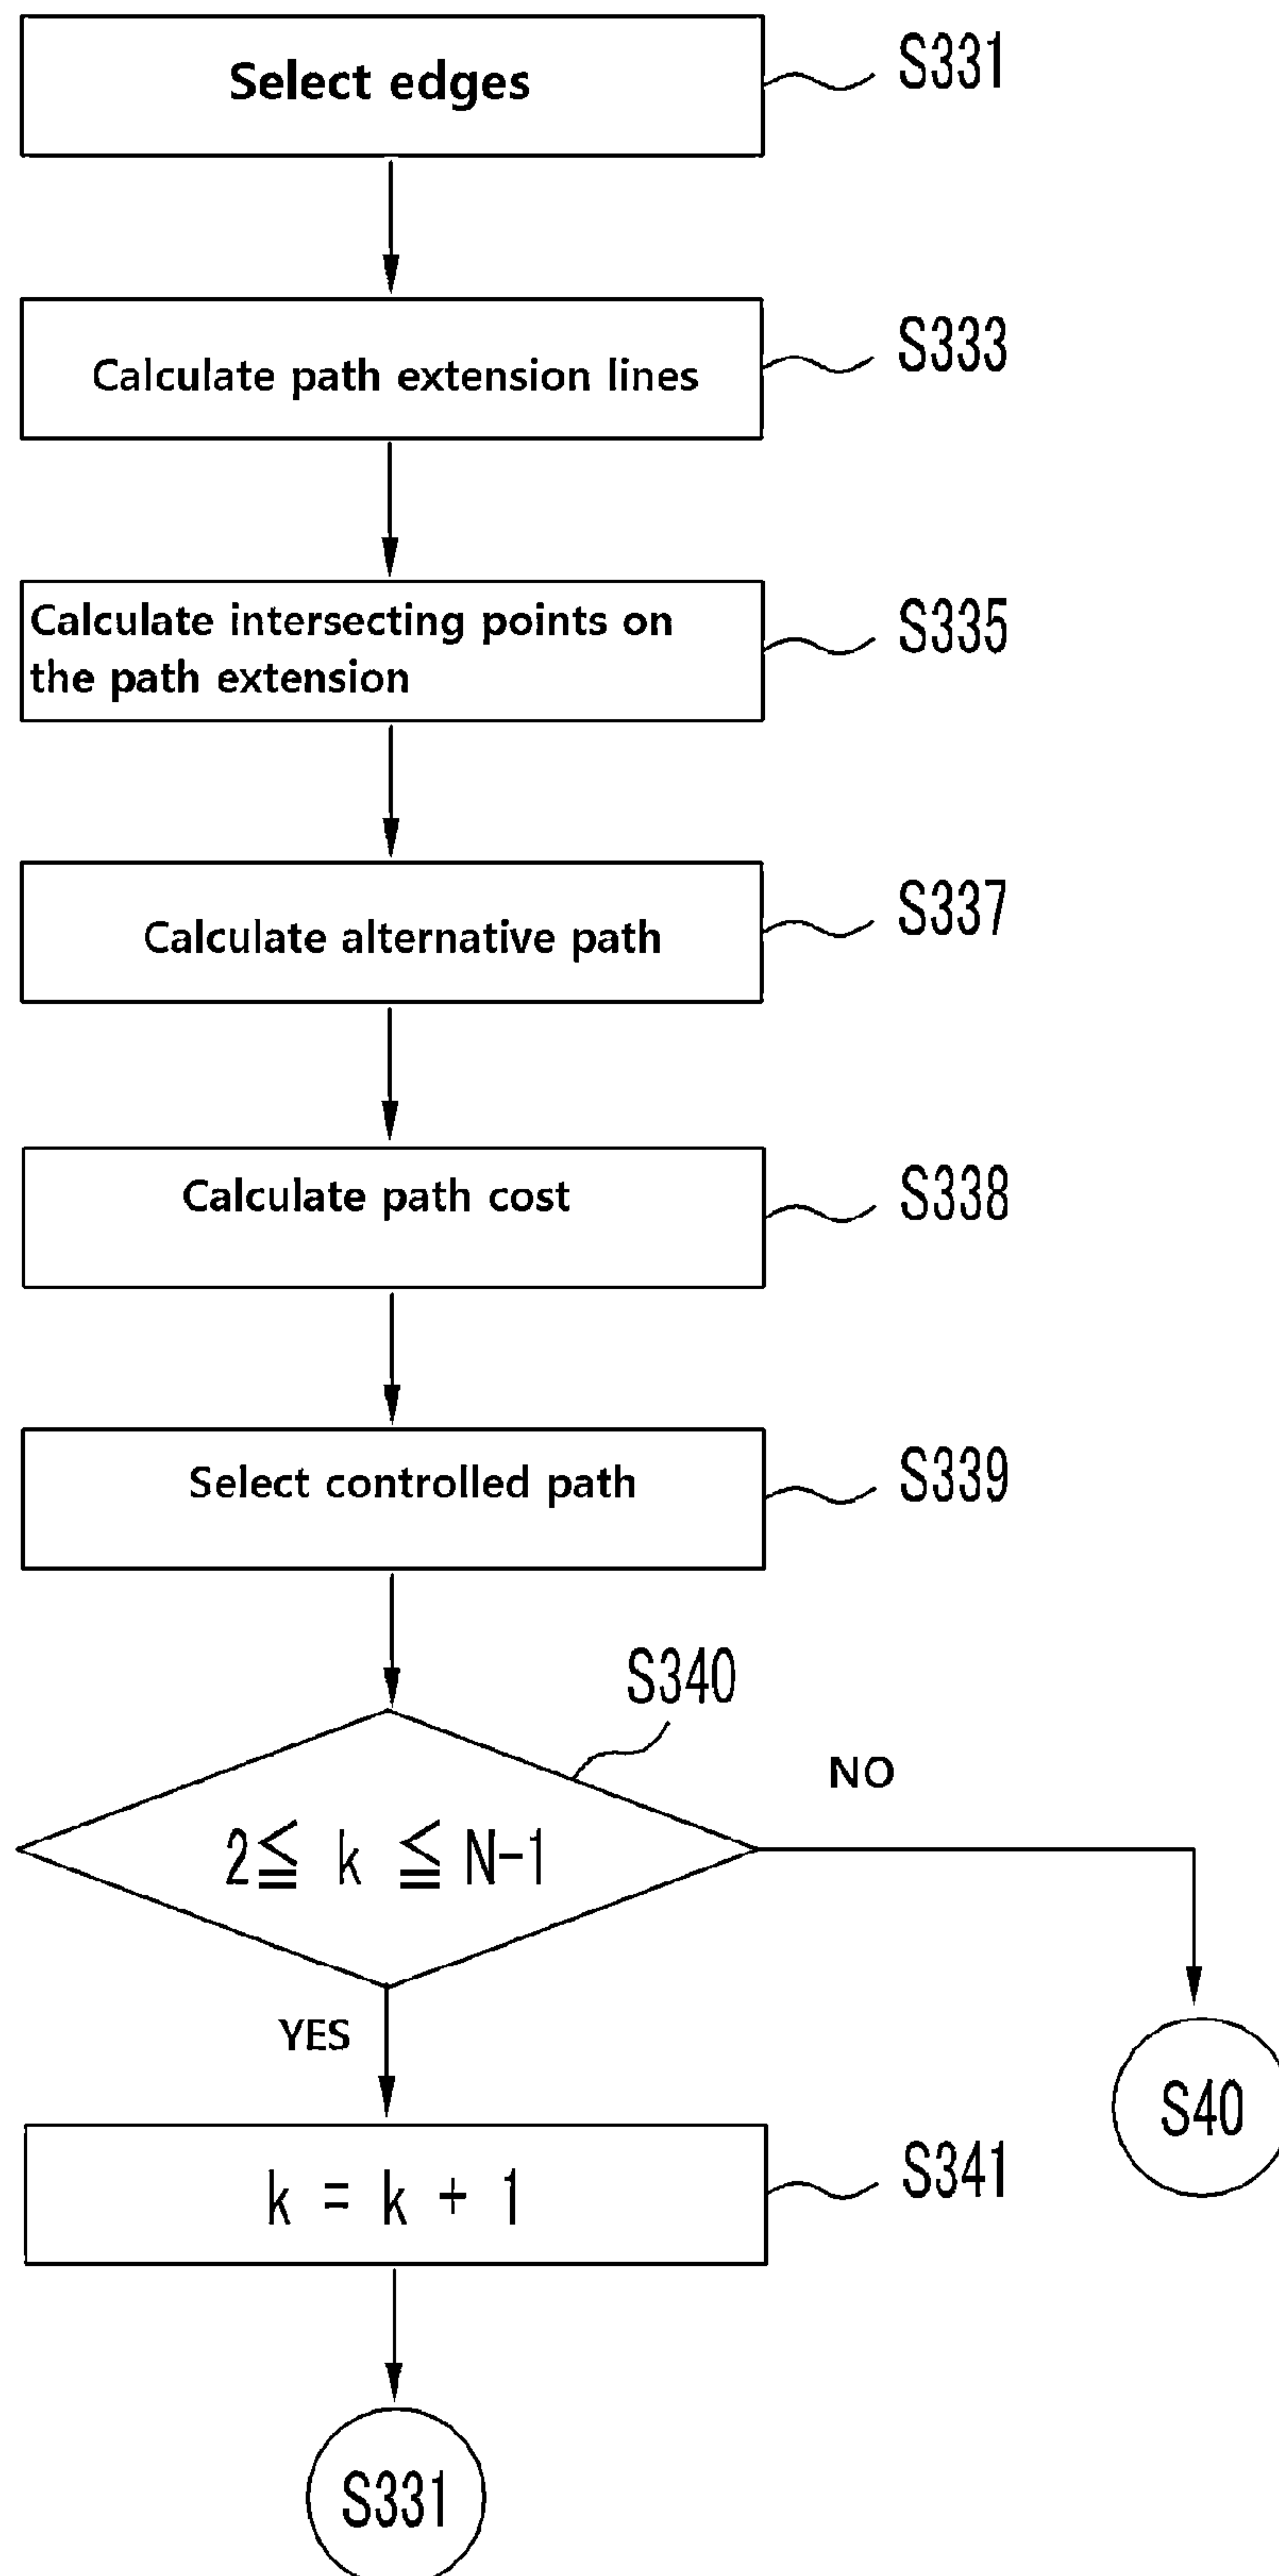 Select edges
S331
Calculate path extension lines
S333
Calculate intersecting points on
the path extension
S335
Calculate alternative path
S337
Calculate path cost
S338
Select controlled path
S339
S340
2≦ k ≦ N-1
NO
YES
S40
k = k + 1
S341
S331